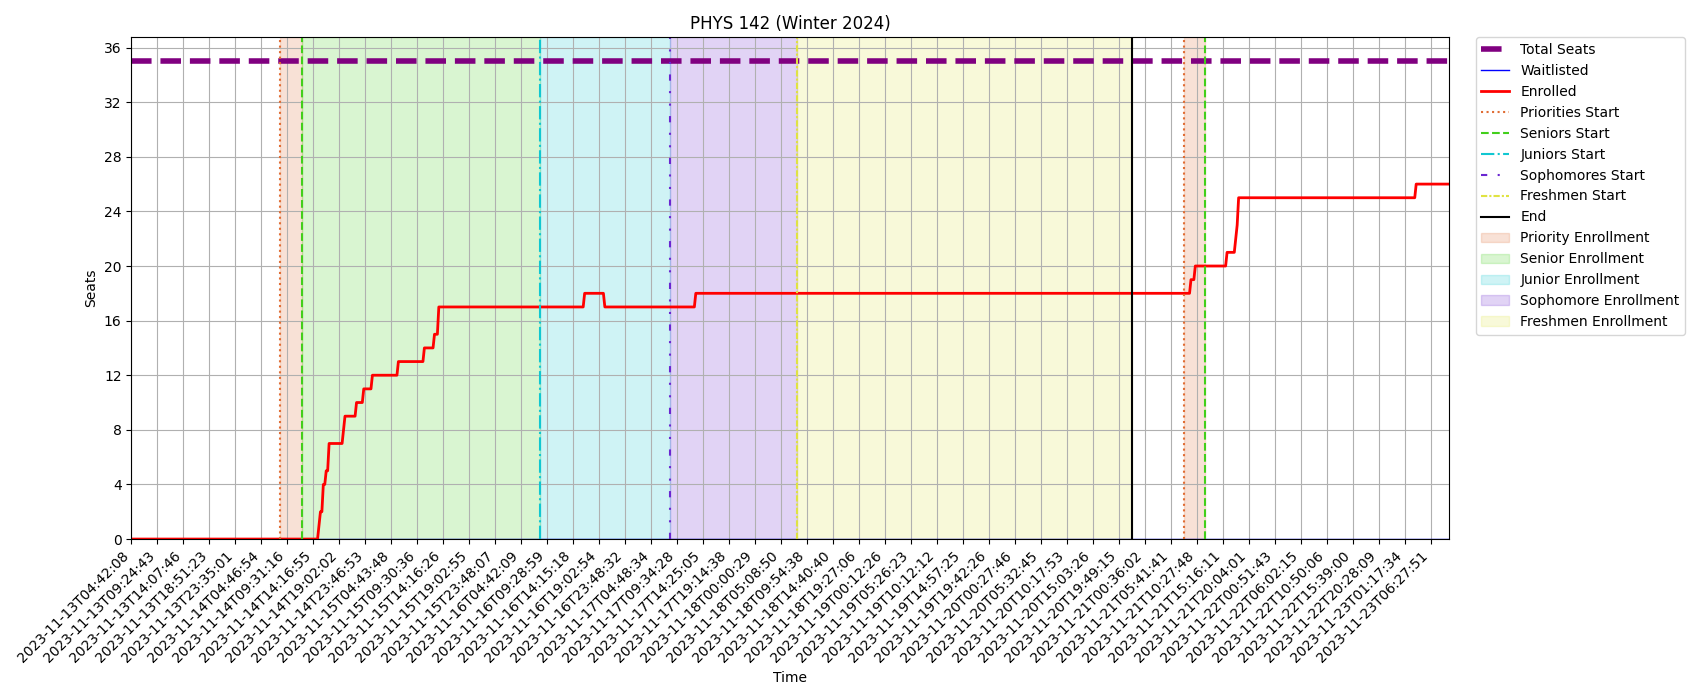 PHYS 142 (Winter 2024)
36
32
28
24
20
16
12
8
4
0
Seats
2023-11-13T04:42:08
2023-11-13T09:24:43
2023-11-13T14:07:46
2023-11-13T18:51:23
2023-11-13T23:35:01
2023-11-14T04:46:54
2023-11-14T09:31:16
2023-11-14T14:16:55
2023-11-14T19:02:02
2023-11-14T23:46:53
2023-11-15T04:43:48
2023-11-15T09:30:36
2023-11-15T14:16:26
2023-11-15T19:02:55
2023-11-15T23:48:07
2023-11-16T04:42:09
2023-11-16T09:28:59
2023-11-16T14:15:18
2023-11-16T19:02:54
2023-11-16T23:48:32
2023-11-17T04:48:34
2023-11-17T09:34:28
2023-11-17T14:25:05
2023-11-17T19:14:38
2023-11-18T00:00:29
2023-11-18T05:08:50
2023-11-18T09:54:38
2023-11-18T14:40:40
2023-11-18T19:27:06
2023-11-19T00:12:26
2023-11-19T05:26:23
2023-11-19T10:12:12
2023-11-19T14:57:25
2023-11-19T19:42:26
2023-11-20T00:27:46
2023-11-20T05:32:45
2023-11-20T10:17:53
2023-11-20T15:03:26
2023-11-20T19:49:15
2023-11-21T00:36:02
2023-11-21T05:41:41
2023-11-21T10:27:48
2023-11-21T15:16:11
2023-11-21T20:04:01
2023-11-22T00:51:43
2023-11-22T06:02:15
2023-11-22T10:50:06
2023-11-22T15:39:00
2023-11-22T20:28:09
2023-11-23T01:17:34
2023-11-23T06:27:51
Time
Total Seats
Waitlisted
Enrolled
Priorities Start
Seniors Start
Juniors Start
Sophomores Start
Freshmen Start
End
Priority Enrollment
Senior Enrollment
Junior Enrollment
Sophomore Enrollment
Freshmen Enrollment